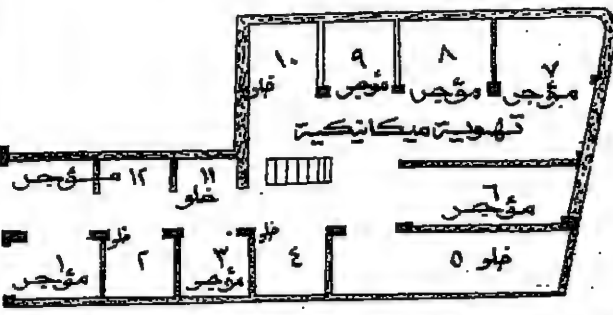 ١٠ ٩ ٨ ٧
خلو مؤجر مؤجر مؤجر
تهوية ميكانيكية
مؤجر ١٢ ١١
خلو
٦
مؤجر
خلو خلو
١ ٢ ٣ ٤ خلو ٥
مؤجر مؤجر